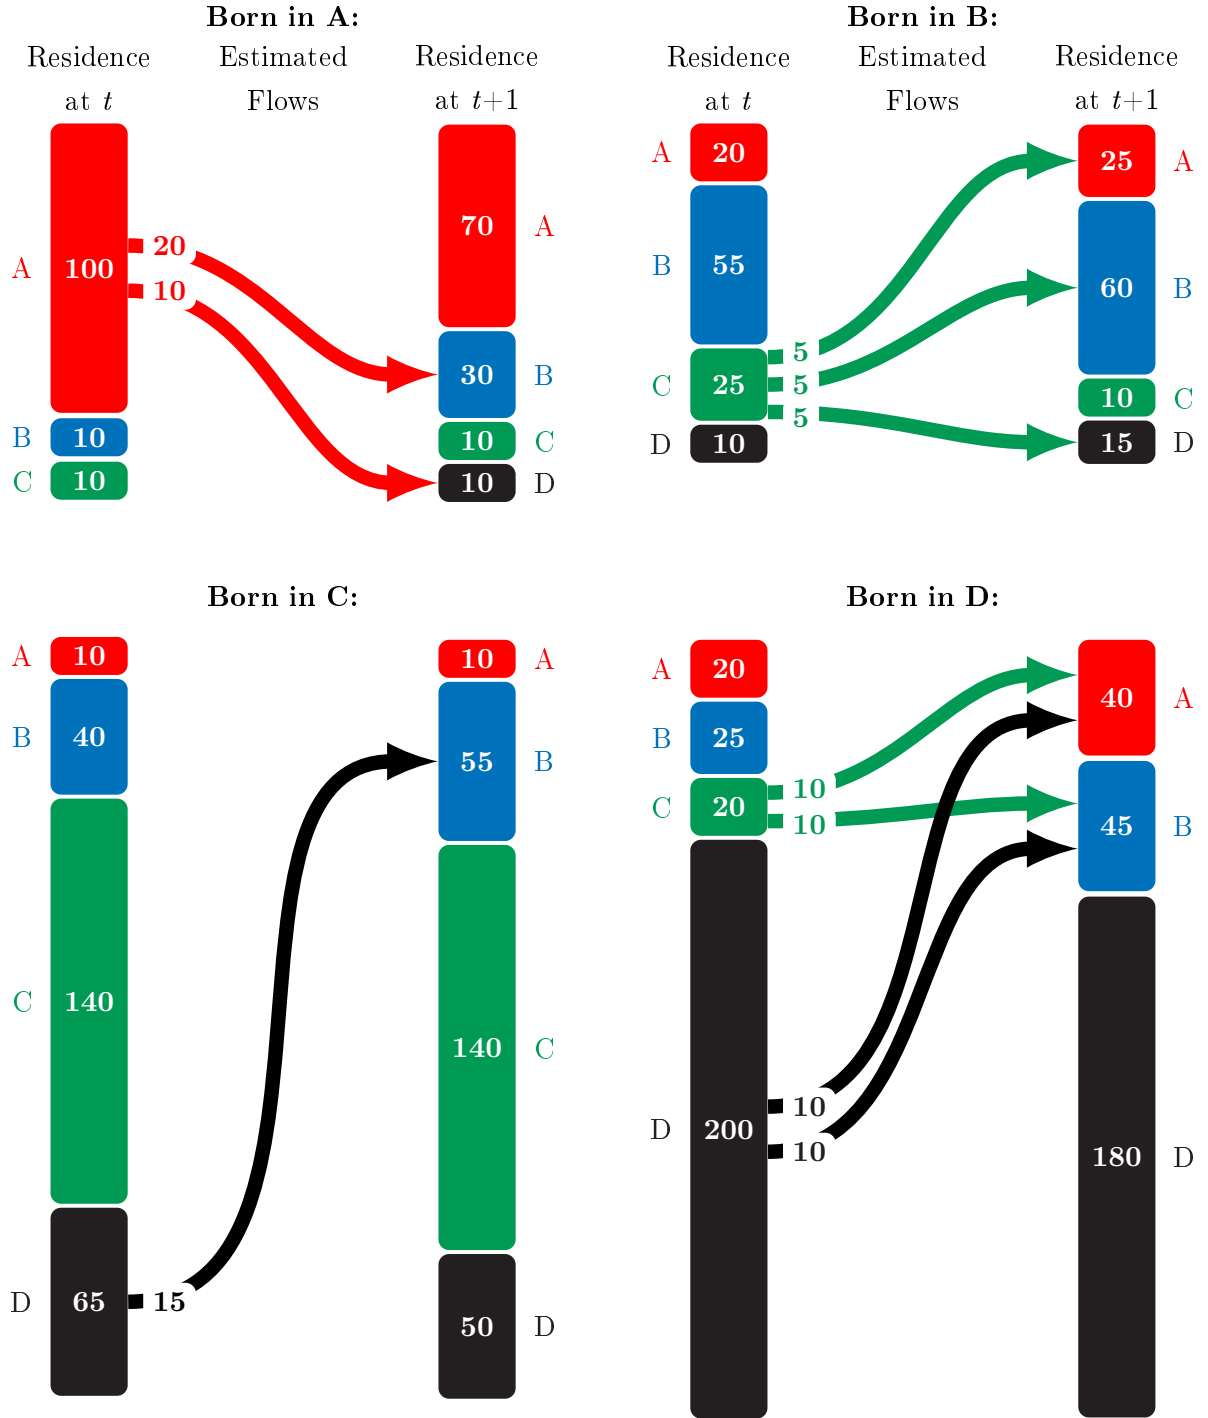 Born in A:
Residence at t
Estimated Flows
Residence at t+1
A 100
B 10
C 10
20
10
70 A
30 B
10 C
10 D
Born in B:
Residence at t
Estimated Flows
Residence at t+1
A 20
B 55
C 25
D 10
5
5
5
25 A
60 B
10 C
15 D
Born in C:
A 10
B 40
C 140
D 65
15
10 A
55 B
140 C
50 D
Born in D:
A 20
B 25
C 20
D 200
10
10
10
10
40 A
45 B
180 D